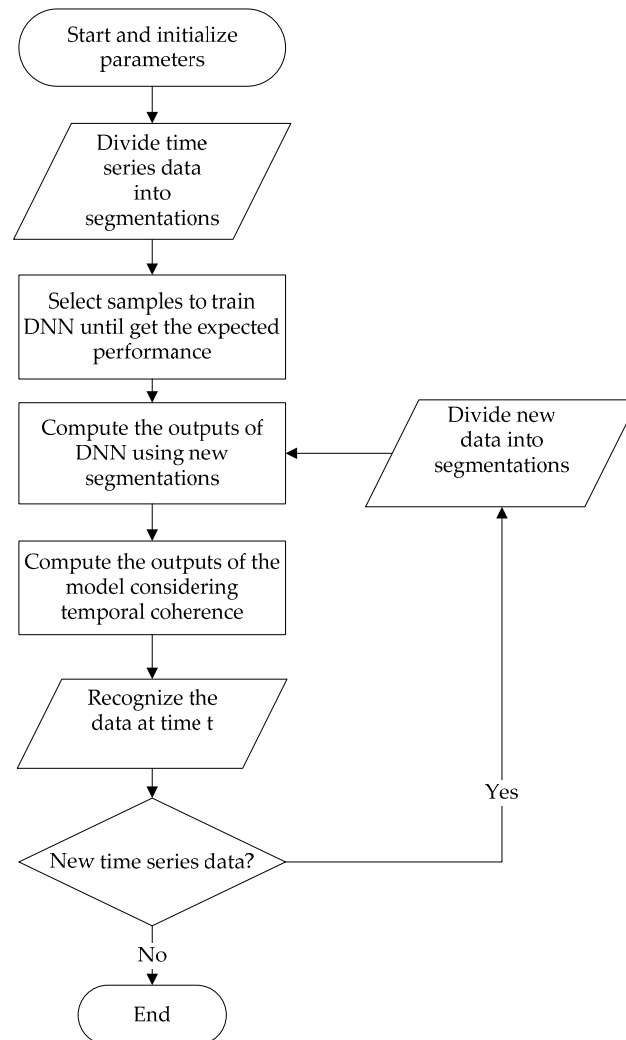 Start and initialize
parameters
Divide time
series data
into
segmentations
Select samples to train
DNN until get the expected
performance
Compute the outputs of
DNN using new
segmentations
Divide new
data into
segmentations
Compute the outputs of the
model considering
temporal coherence
Recognize the
data at time t
Yes
New time series data?
No
End